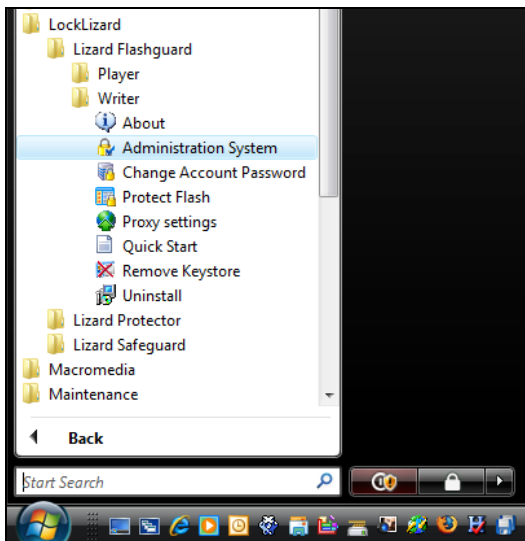 LockLizard
Lizard Flashguard
Player
Writer
About
Administration System
Change Account Password
Protect Flash
Proxy settings
Quick Start
Remove Keystore
Uninstall
Lizard Protector
Lizard Safeguard
Macromedia
Maintenance
Back
Start Search